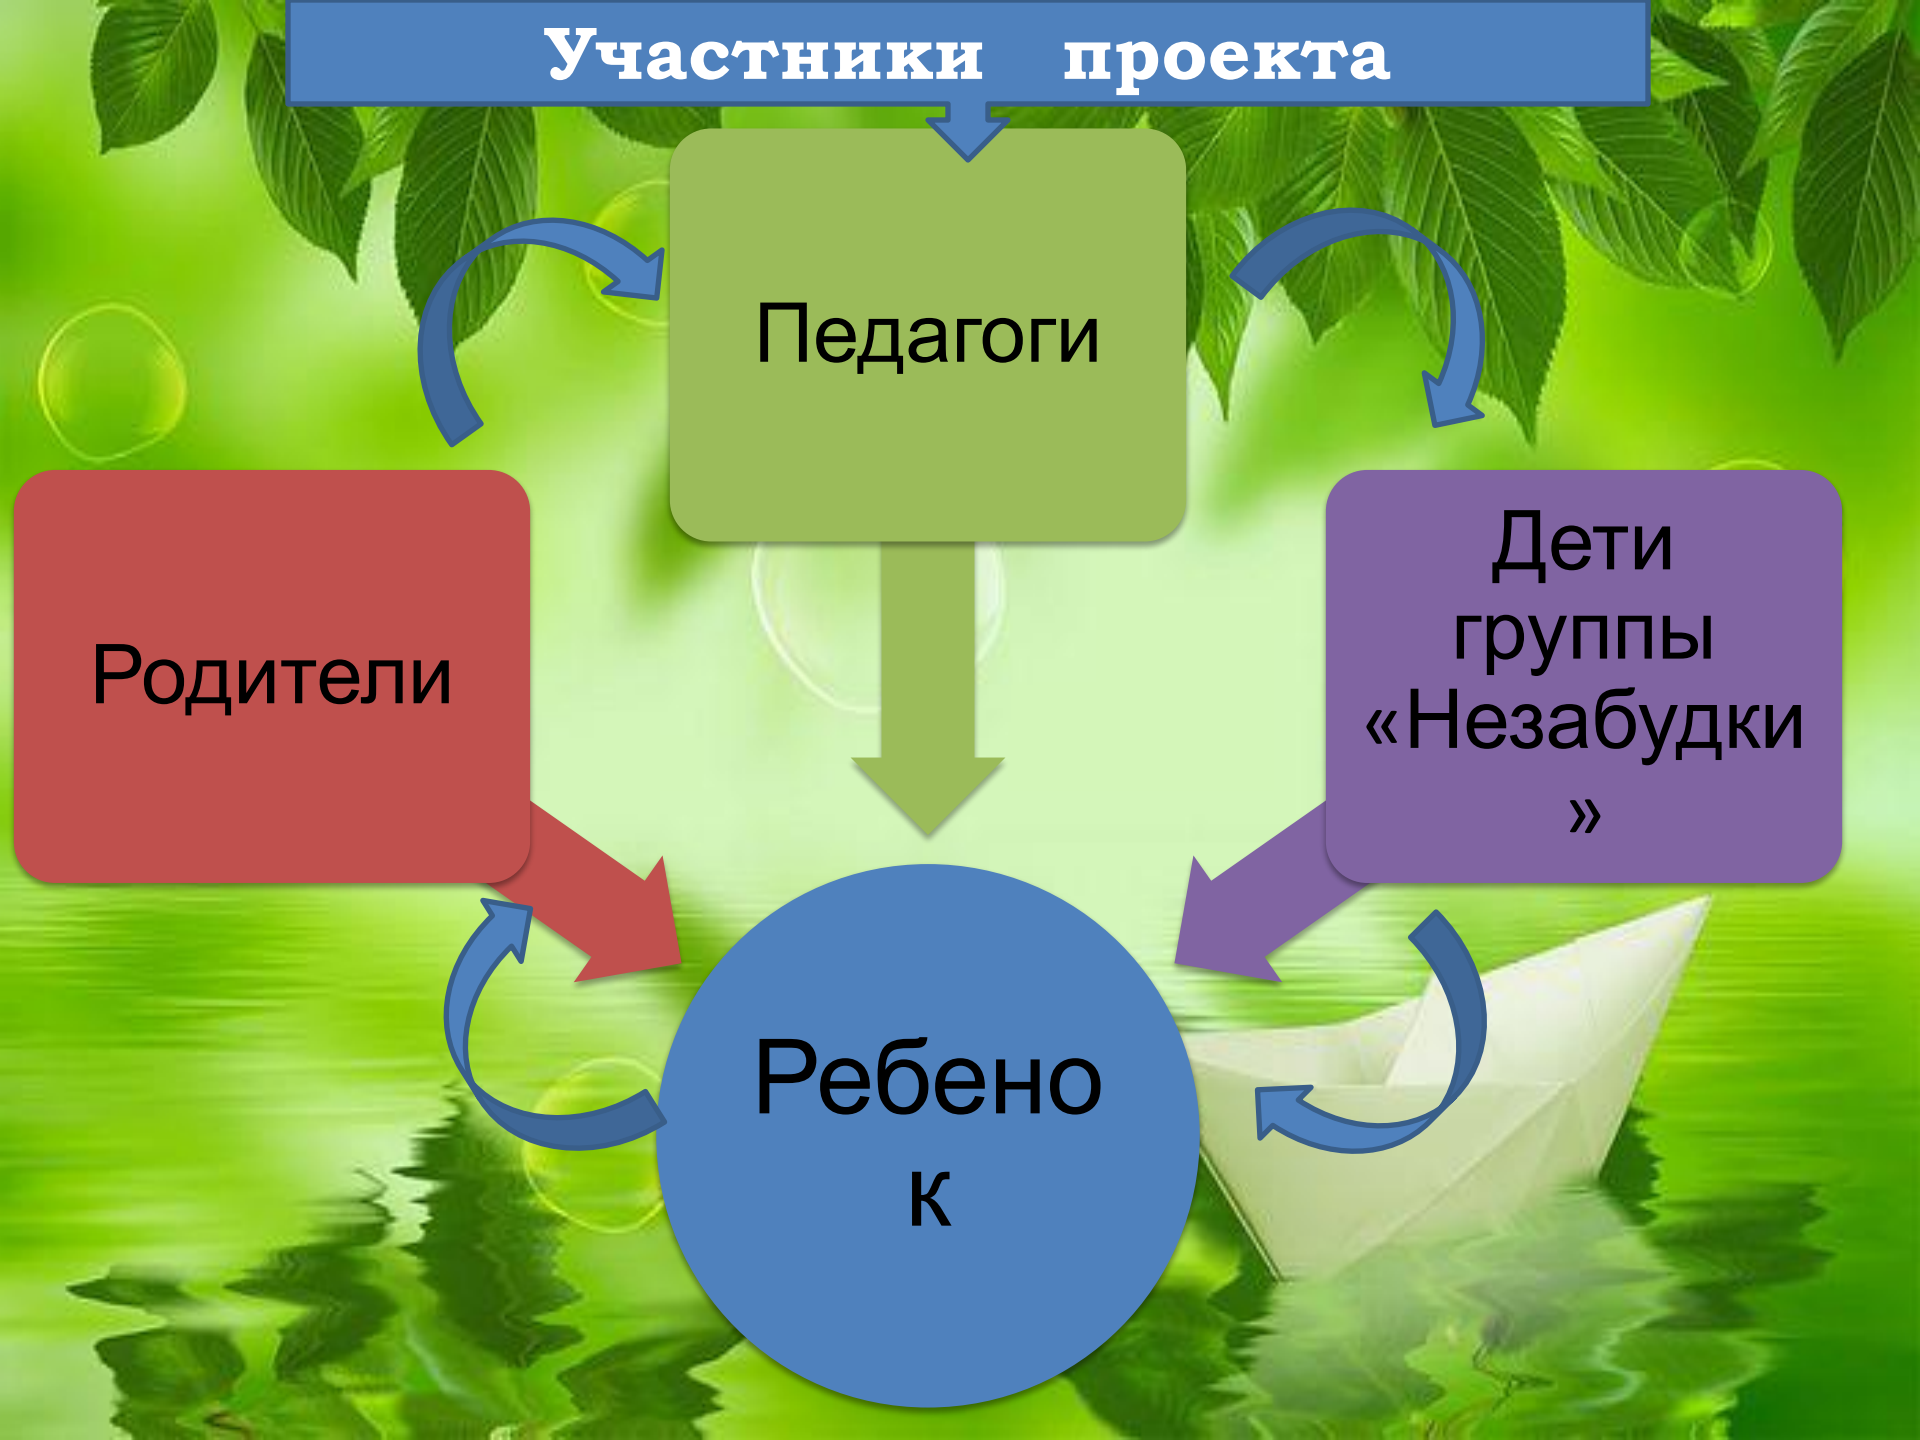 Участники проекта
Педагоги
Родители
Дети
группы
«Незабудки
»
Ребено
к